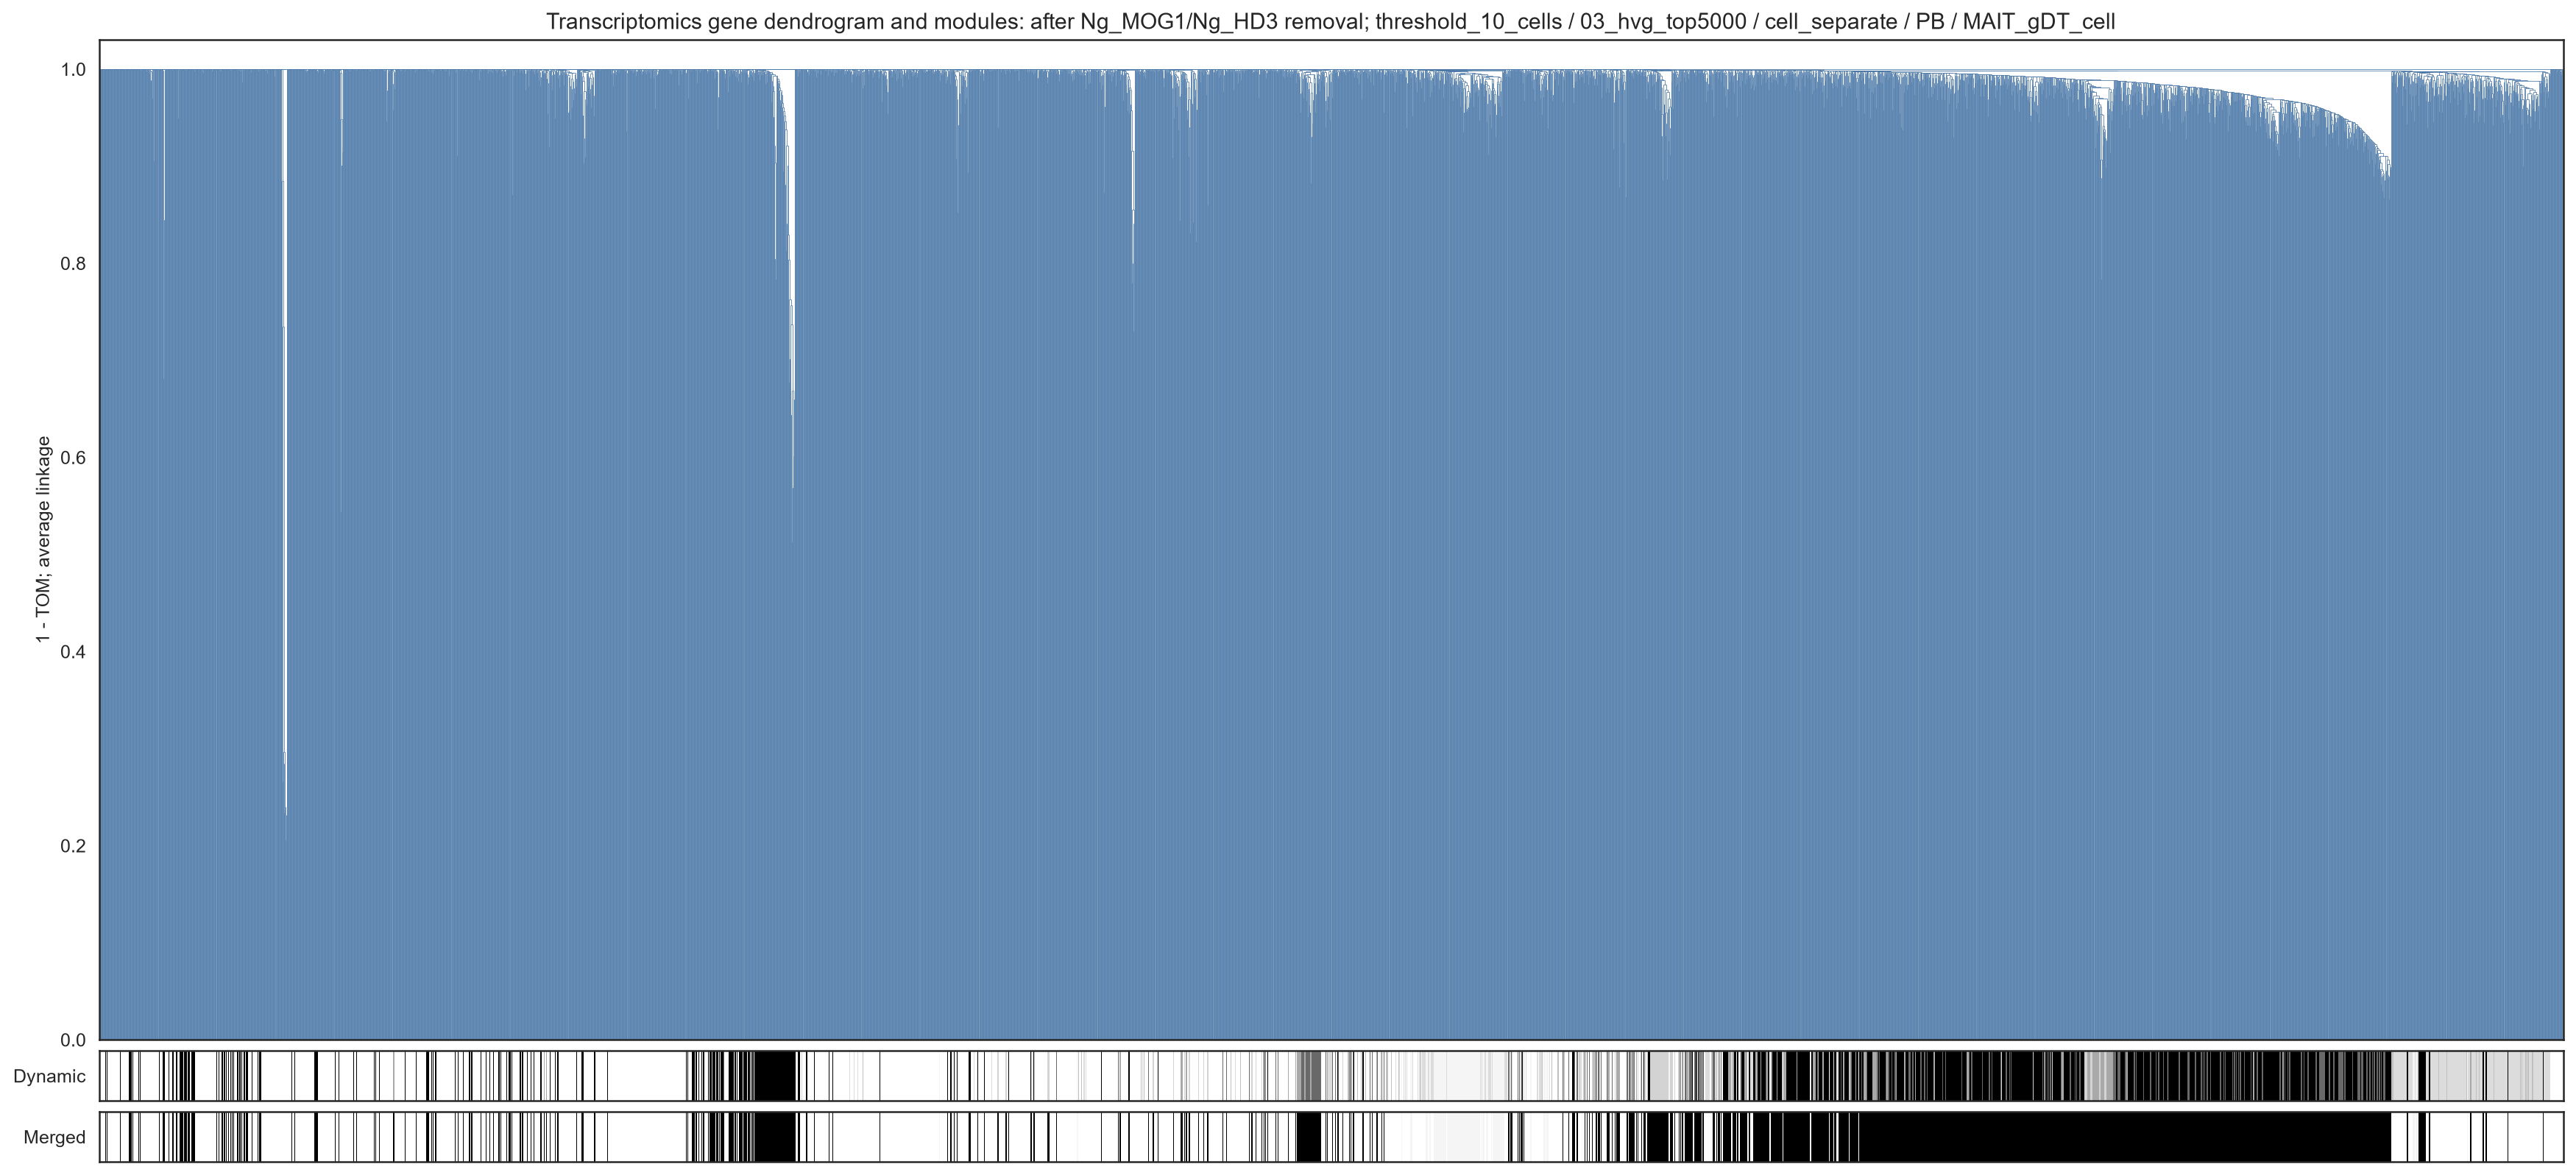 Transcriptomics gene dendrogram and modules: after Ng_MOG1/Ng_HD3 removal; threshold_10_cells / 03_hvg_top5000 / cell_separate / PB / MAIT_gDT_cell
1.0
0.8
0.6
0.4
0.2
0.0
1 - TOM; average linkage
Dynamic
Merged